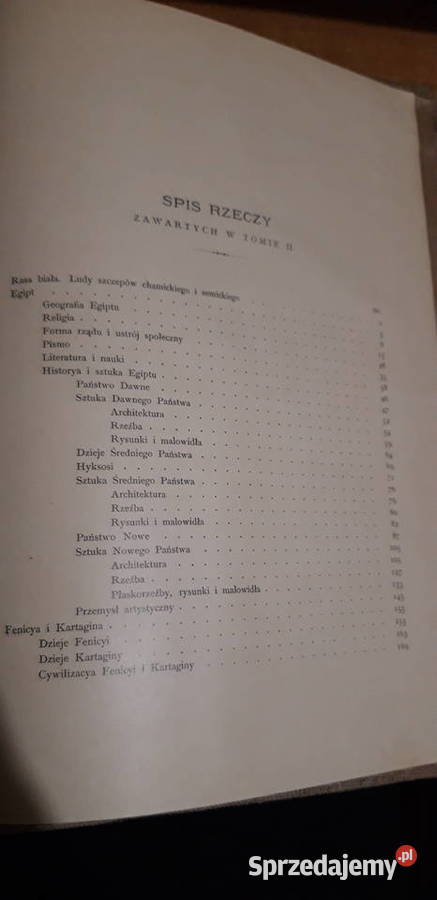 SPIS RZECZY
ZAWARTYCH W TOMIE II
Rasa biała. Ludy szczepów chamickiego i semickiego
Egipt
Geografia Egiptu
Religia
Forma rządu i ustrój społeczny
Pismo
Literatura i nauki
Historya i sztuka Egiptu
Państwo Dawne
Sztuka Dawnego Państwa
Architektura
Rzeźba
Rysunki i malowidła
Dzieje Średniego Państwa
Hyksosi
Sztuka Średniego Państwa
Architektura
Rzeźba
Rysunki i malowidła
Państwo Nowe
Sztuka Nowego Państwa
Architektura
Rzeźba
Płaskorzeźby, rysunki i malowidła
Przemysł artystyczny
Fenicya i Kartagina
Dzieje Fenicyi
Dzieje Kartaginy
Cywilizacya Fenicyi i Kartaginy
Sprzedajemy.pl